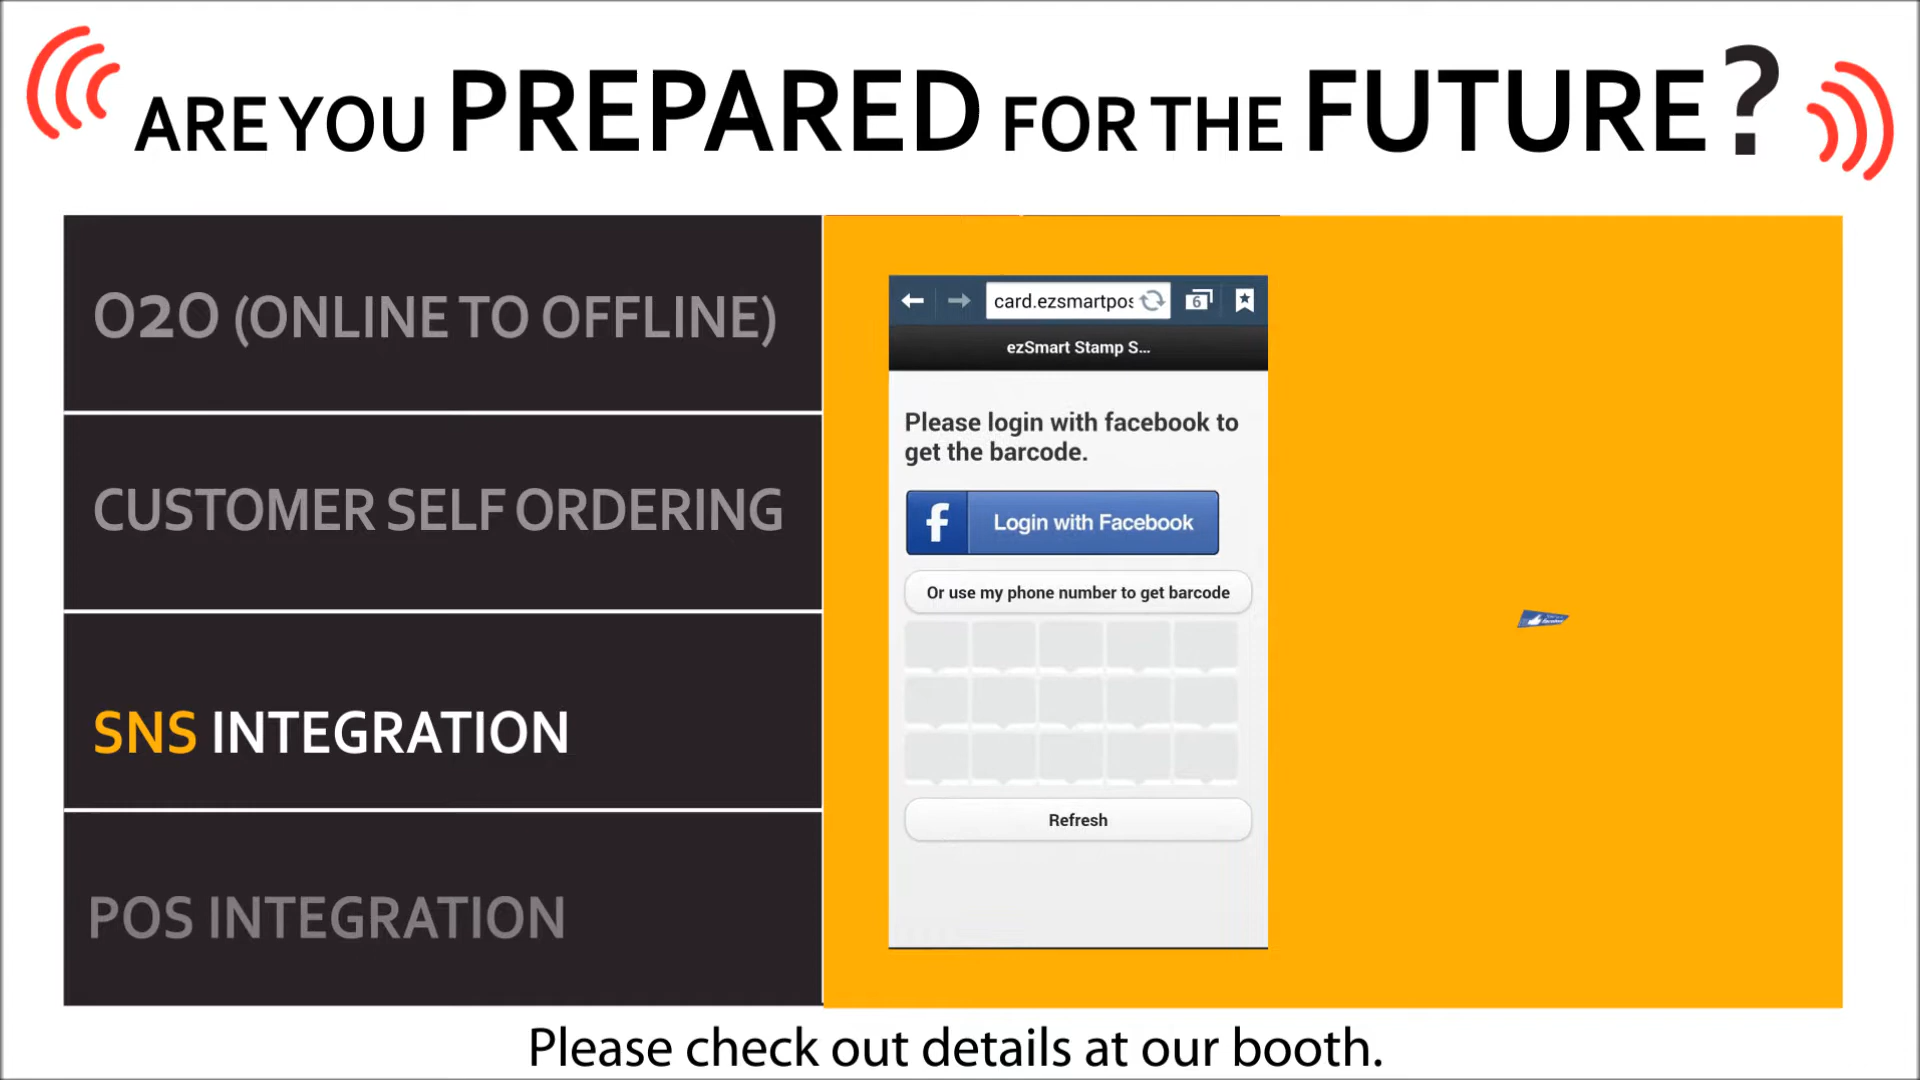 ARE YOU PREPARED FOR THE FUTURE?
O2O (ONLINE TO OFFLINE)
CUSTOMER SELF ORDERING
SNS INTEGRATION
POS INTEGRATION
card.ezsmartpos
6
ezSmart Stamp S...
Please login with facebook to
get the barcode.
f Login with Facebook
Or use my phone number to get barcode
Refresh
Please check out details at our booth.